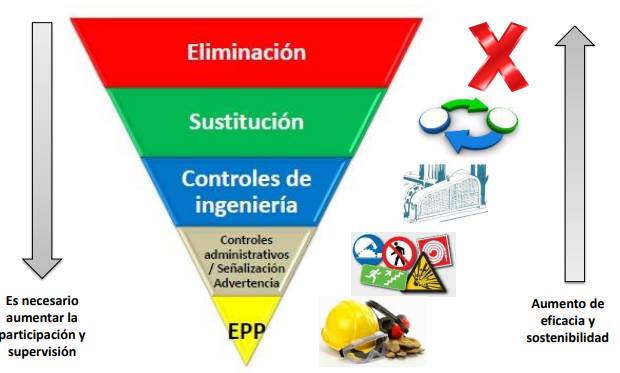 Eliminación
Sustitución
Controles de
ingeniería
Controles
administrativos
/ Señalización
Advertencia
EPP
Es necesario
aumentar la
participación y
supervisión
Aumento de
eficacia y
sostenibilidad